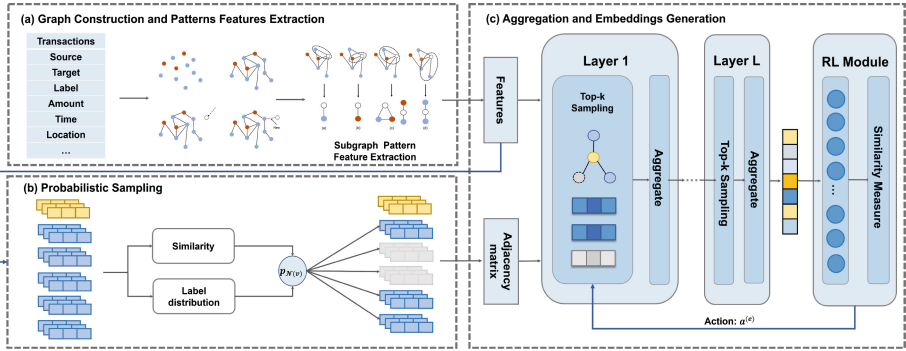 (a) Graph Construction and Patterns Features Extraction
Transactions
Source
Target
Label
Amount
Time
Location
...
New
(a)
(b)
(c)
(d)
Subgraph Pattern
Feature Extraction
Features
(b) Probabilistic Sampling
Similarity
Label
distribution
p_{N(v)}
Adjacency
matrix
(c) Aggregation and Embeddings Generation
Layer 1
Top-k
Sampling
Aggregate
Layer L
Top-k Sampling
Aggregate
RL Module
...
Similarity Measure
Action: a^{(e)}